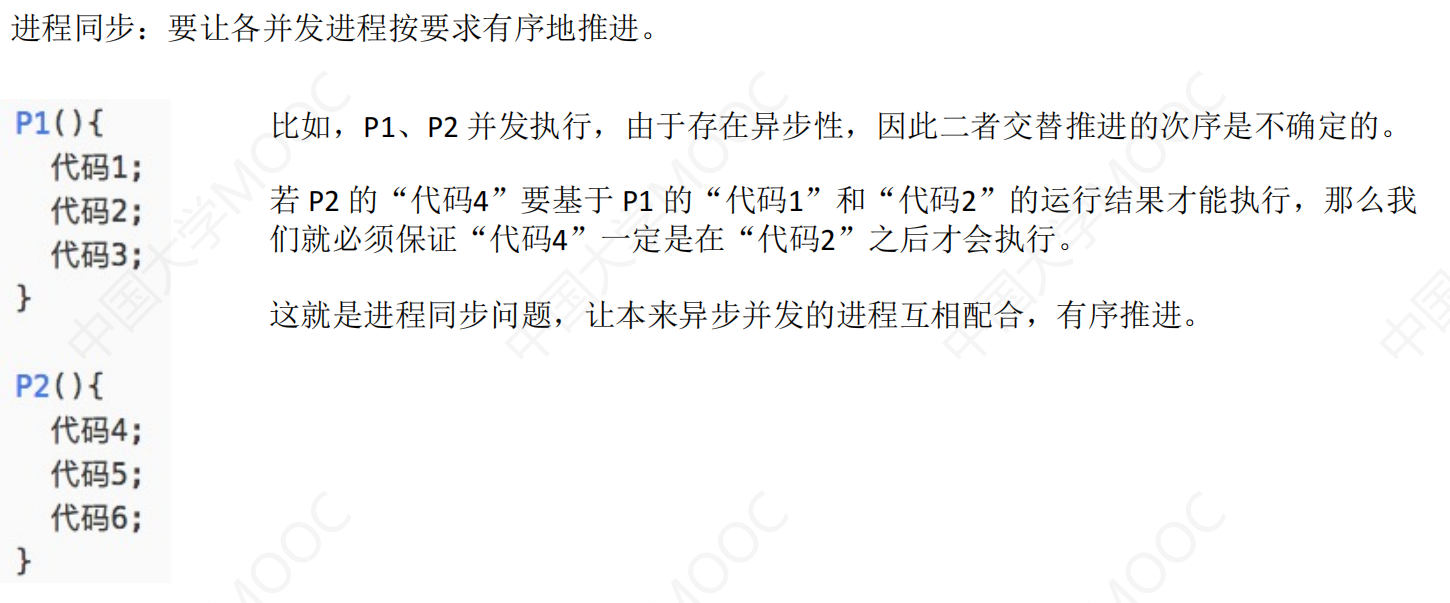 进程同步：要让各并发进程按要求有序地推进。
P1(){
代码1;
代码2;
代码3;
}
P2(){
代码4;
代码5;
代码6;
}
比如，P1、P2 并发执行，由于存在异步性，因此二者交替推进的次序是不确定的。
若 P2 的“代码4”要基于 P1 的“代码1”和“代码2”的运行结果才能执行，那么我
们就必须保证“代码4”一定是在“代码2”之后才会执行。
这就是进程同步问题，让本来异步并发的进程互相配合，有序推进。
中国大学MOOC
中国大学MOOC
中国大学MOOC
中国
MOOC
MOOC
MOOC